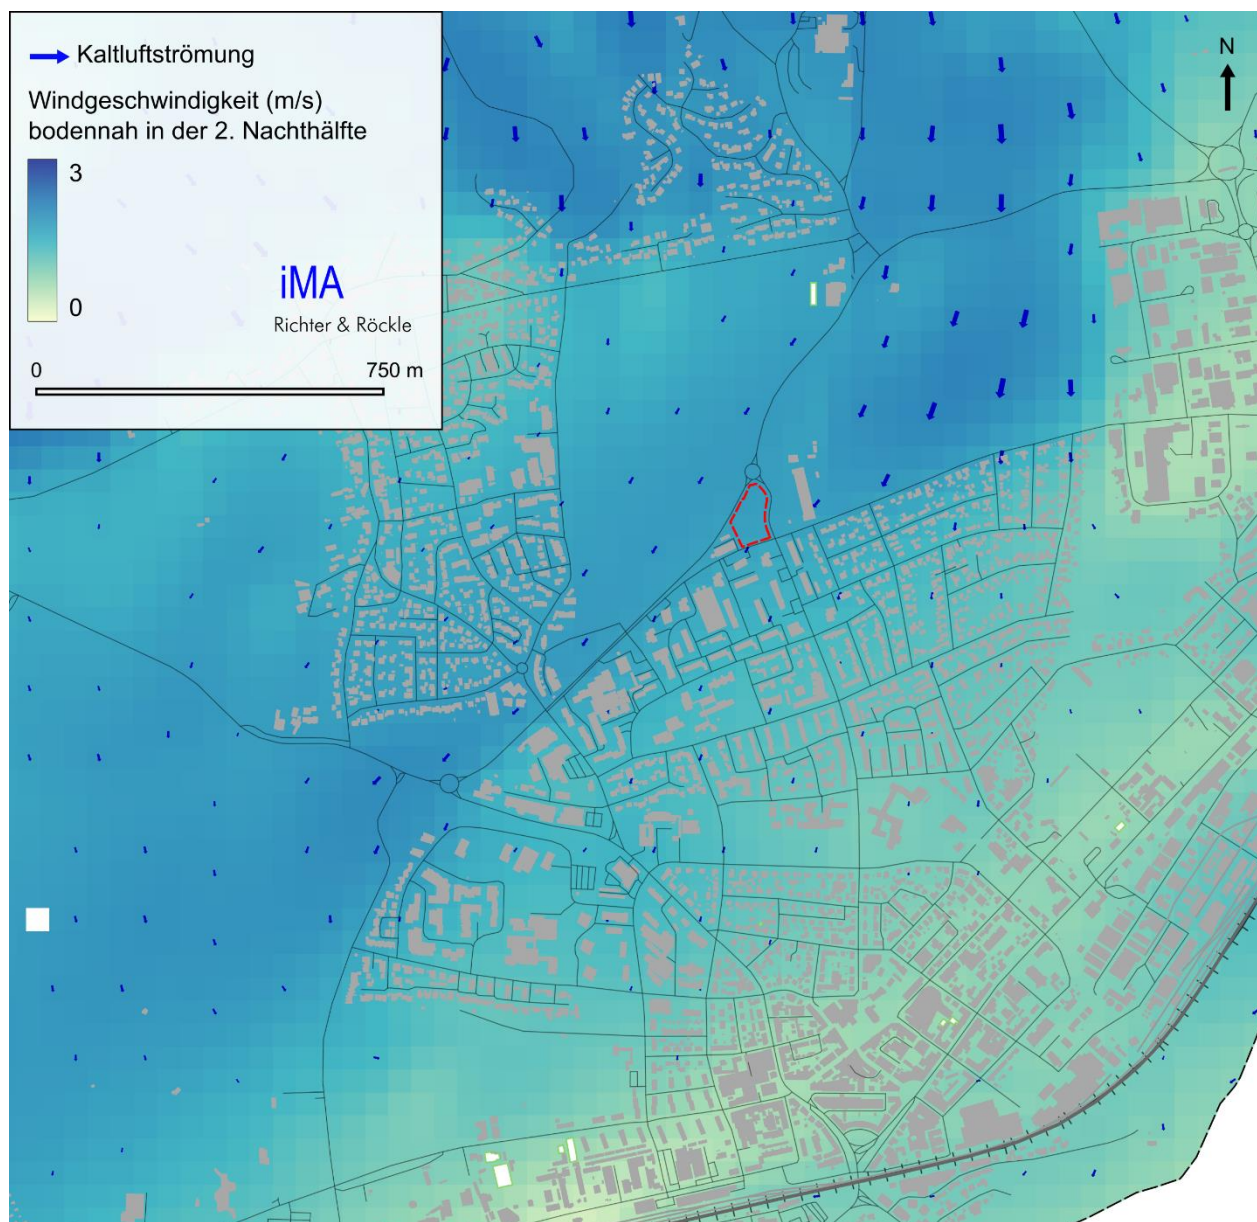 Kaltluftströmung
Windgeschwindigkeit (m/s)
bodennah in der 2. Nachthälfte
3
0
iMA
Richter & Röckle
0 750 m
N